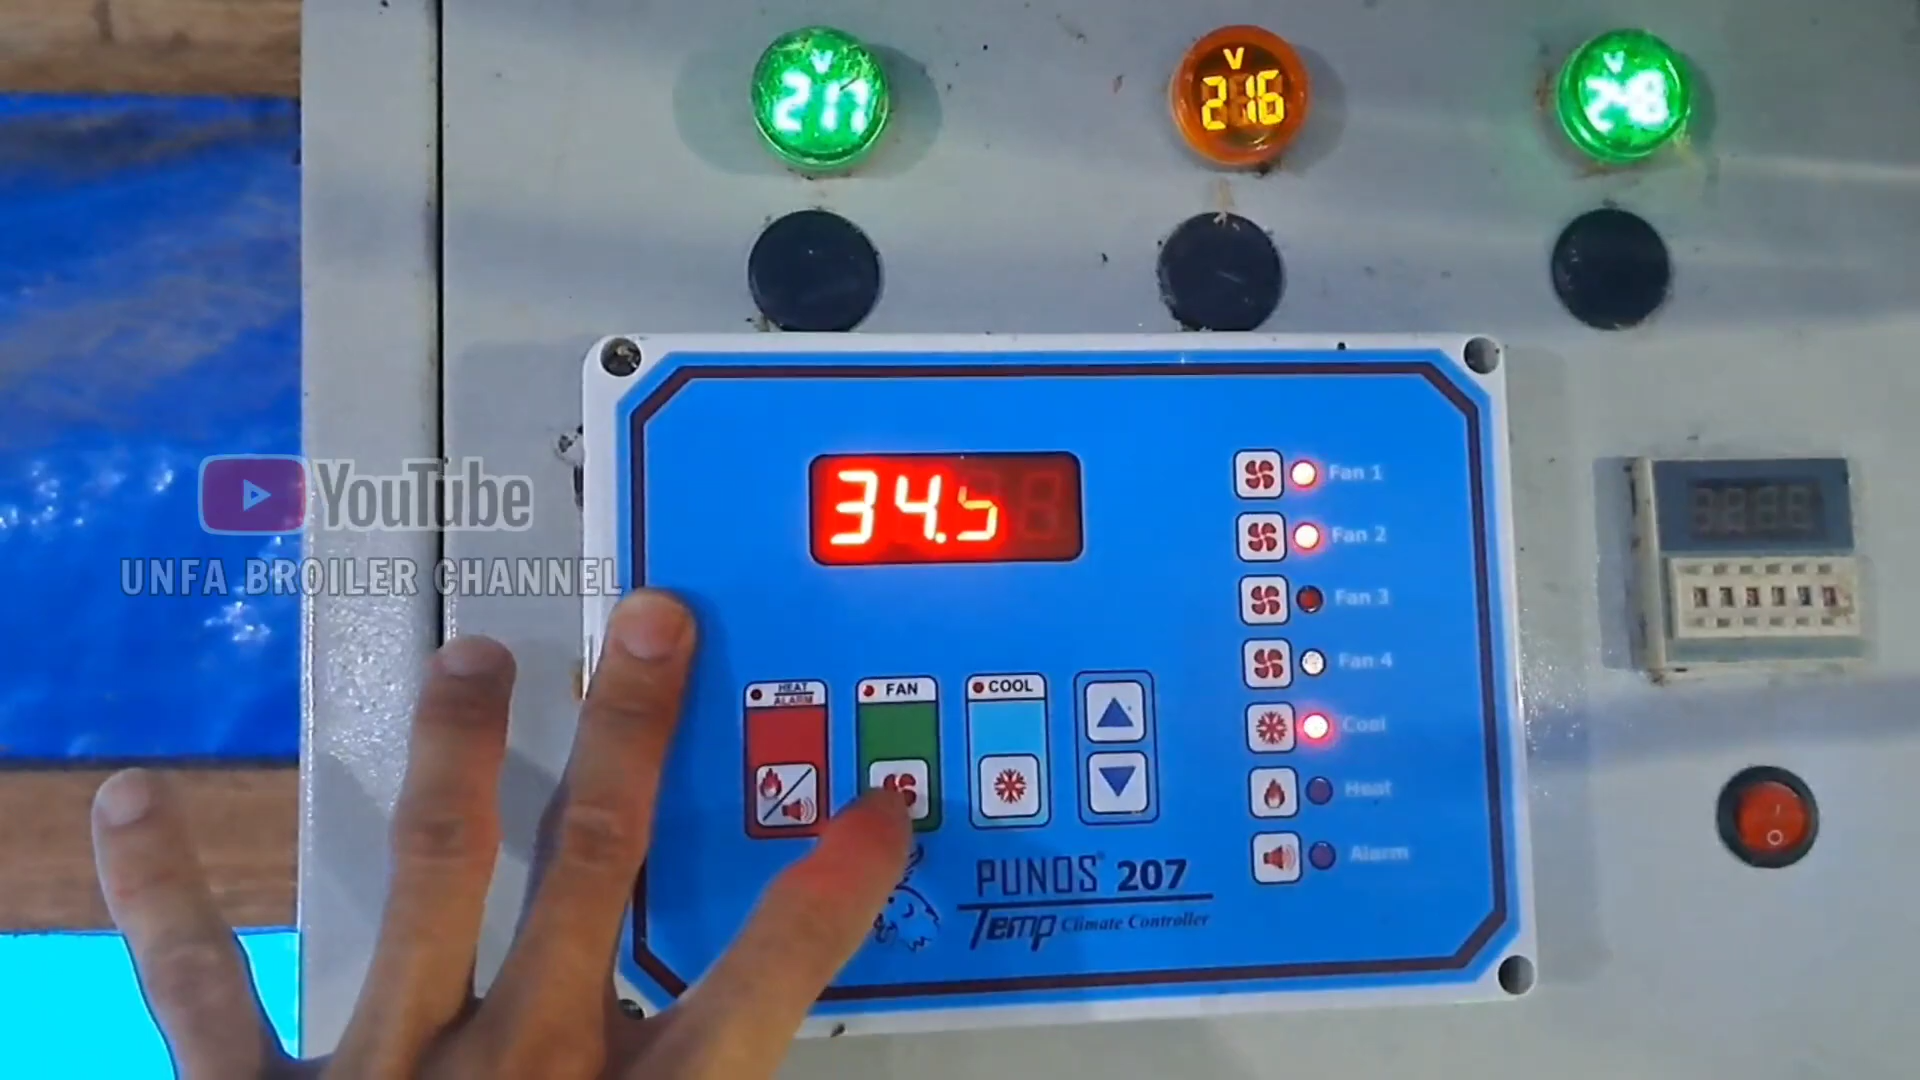 V
217
V
216
V
218
34.5
Fan 1
Fan 2
Fan 3
Fan 4
Cool
Heat
Alarm
YouTube
UNFA BROILER CHANNEL
HEAT
ALARM
FAN
COOL
PUNOS® 207
Temp Climate Controller